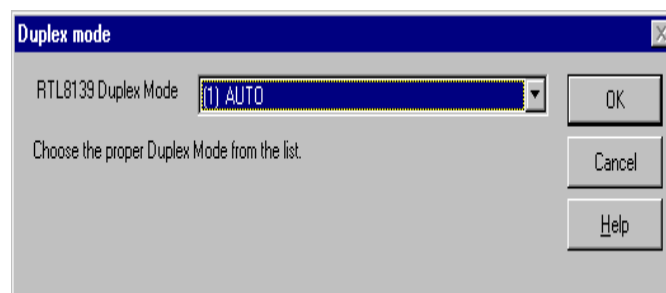 Duplex mode
RTL8139 Duplex Mode
(1) AUTO
OK
Choose the proper Duplex Mode from the list.
Cancel
Help